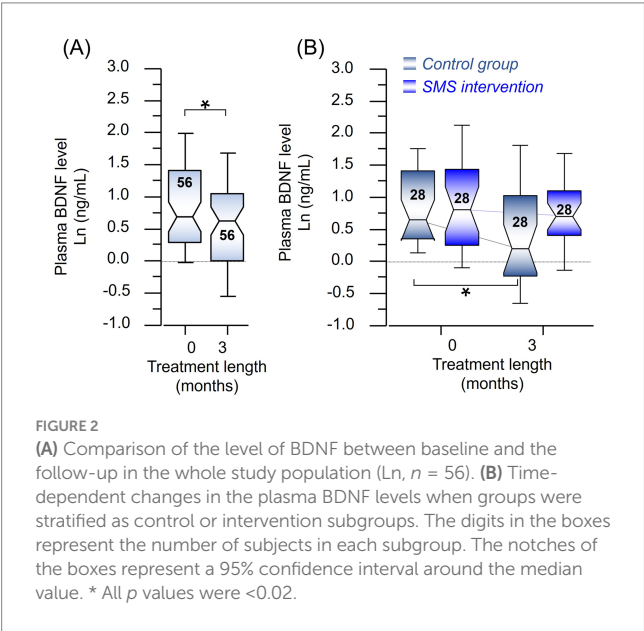 (A)
Plasma BDNF level
Ln (ng/mL)
3.0
2.5
2.0
1.5
1.0
0.5
0.0
-0.5
-1.0
*
56
56
0 3
Treatment length
(months)
(B)
Plasma BDNF level
Ln (ng/mL)
3.0
2.5
2.0
1.5
1.0
0.5
0.0
-0.5
-1.0
Control group
SMS intervention
28
28
28
28
*
0 3
Treatment length
(months)
FIGURE 2
(A) Comparison of the level of BDNF between baseline and the
follow-up in the whole study population (Ln, n = 56). (B) Time-
dependent changes in the plasma BDNF levels when groups were
stratified as control or intervention subgroups. The digits in the boxes
represent the number of subjects in each subgroup. The notches of
the boxes represent a 95% confidence interval around the median
value. * All p values were <0.02.